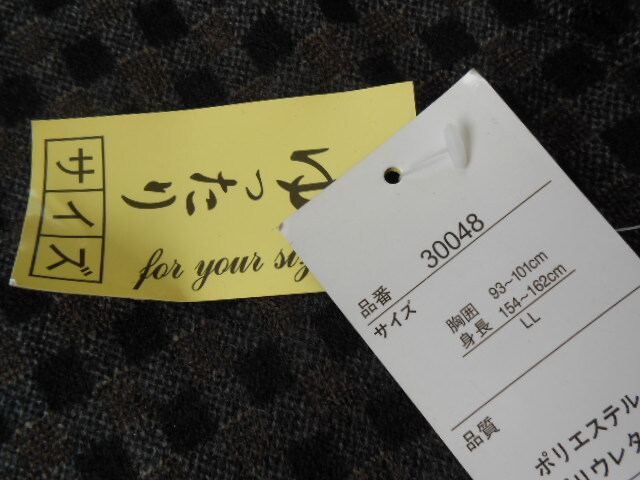 ゆったり
サイズ
for your
品番 30048
サイズ
胸囲 93~101cm
身長 154~162cm
LL
品質
ポリエステル
リウレタ